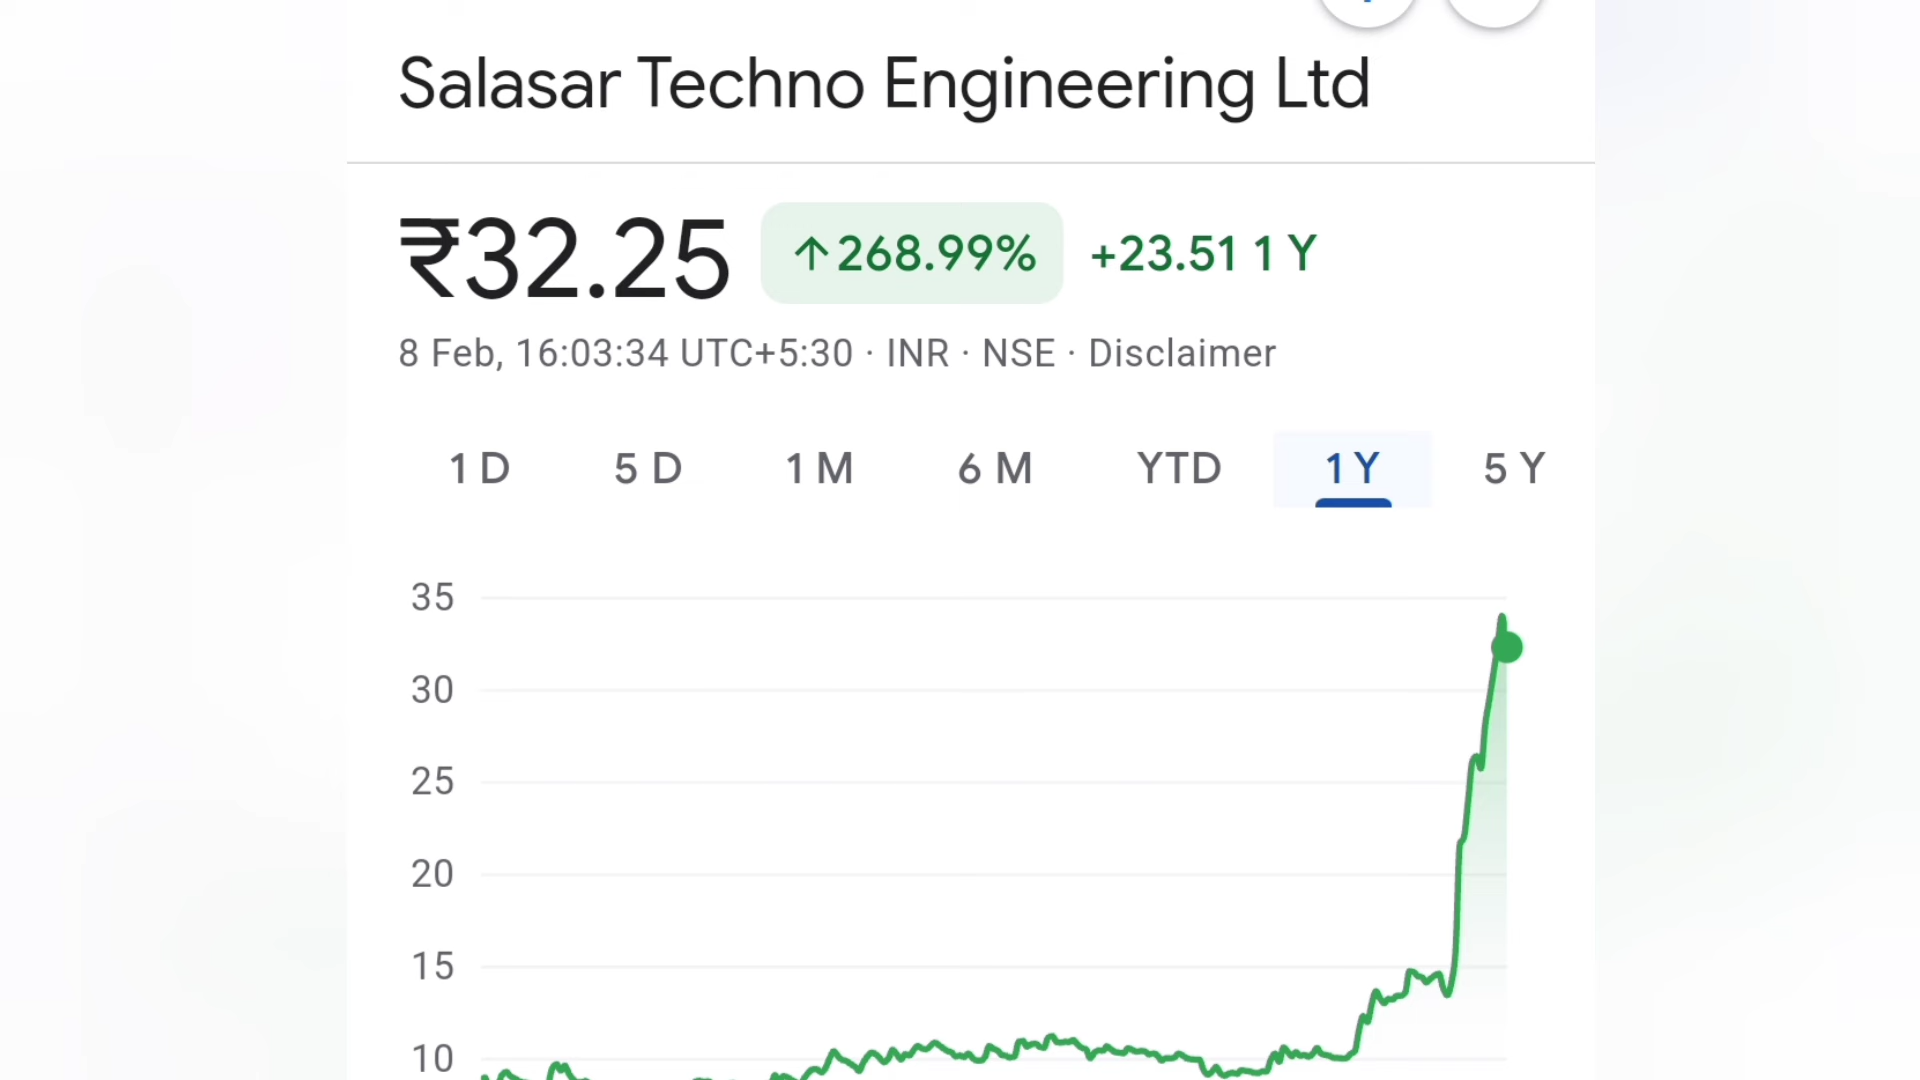 Salasar Techno Engineering Ltd
₹32.25 ↑268.99% +23.51 1 Y
8 Feb, 16:03:34 UTC+5:30 · INR · NSE · Disclaimer
1 D 5 D 1 M 6 M YTD 1 Y 5 Y
35
30
25
20
15
10